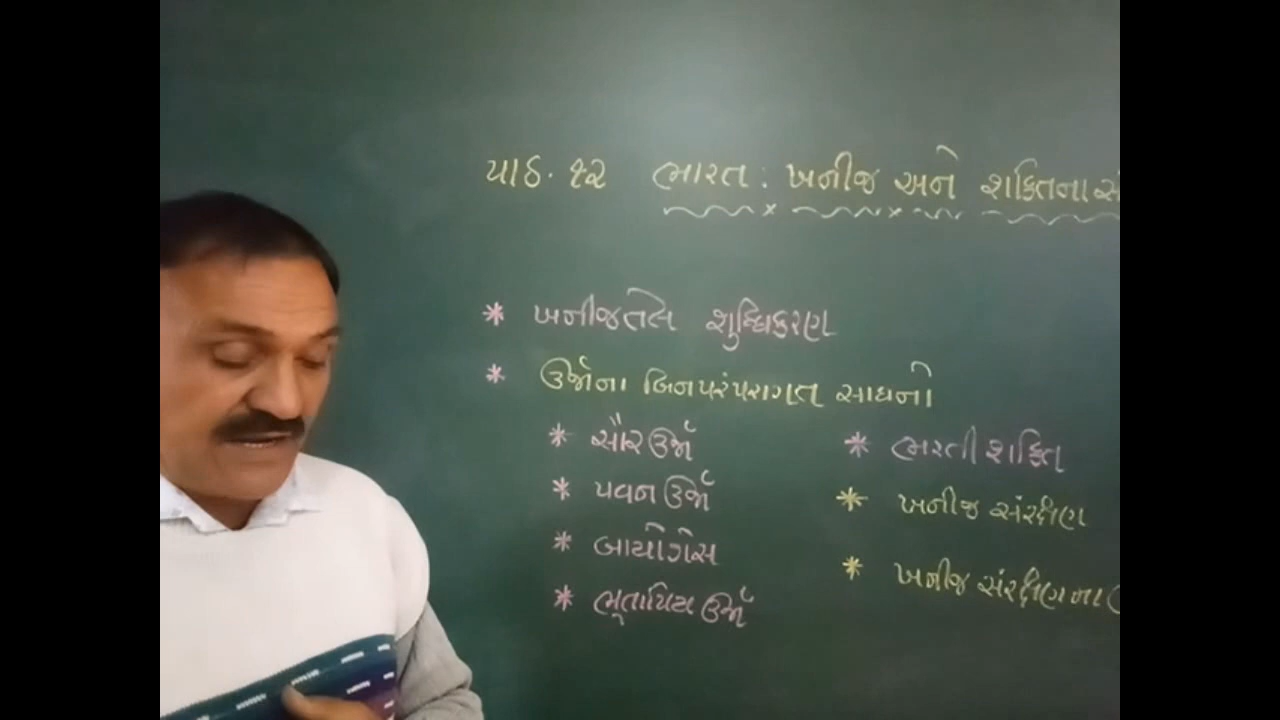 પાઠ. ૧૨ ભારત : ખનીજ અને શક્તિના સં
* ખનીજતેલ શુદ્ધિકરણ
* ઉર્જાના બિનપરંપરાગત સાધનો
* સૌર ઉર્જા
* પવન ઉર્જા
* બાયોગેસ
* ભૂતાપિય ઉર્જા
* ભરતી શક્તિ
* ખનીજ સંરક્ષણ
* ખનીજ સંરક્ષણના